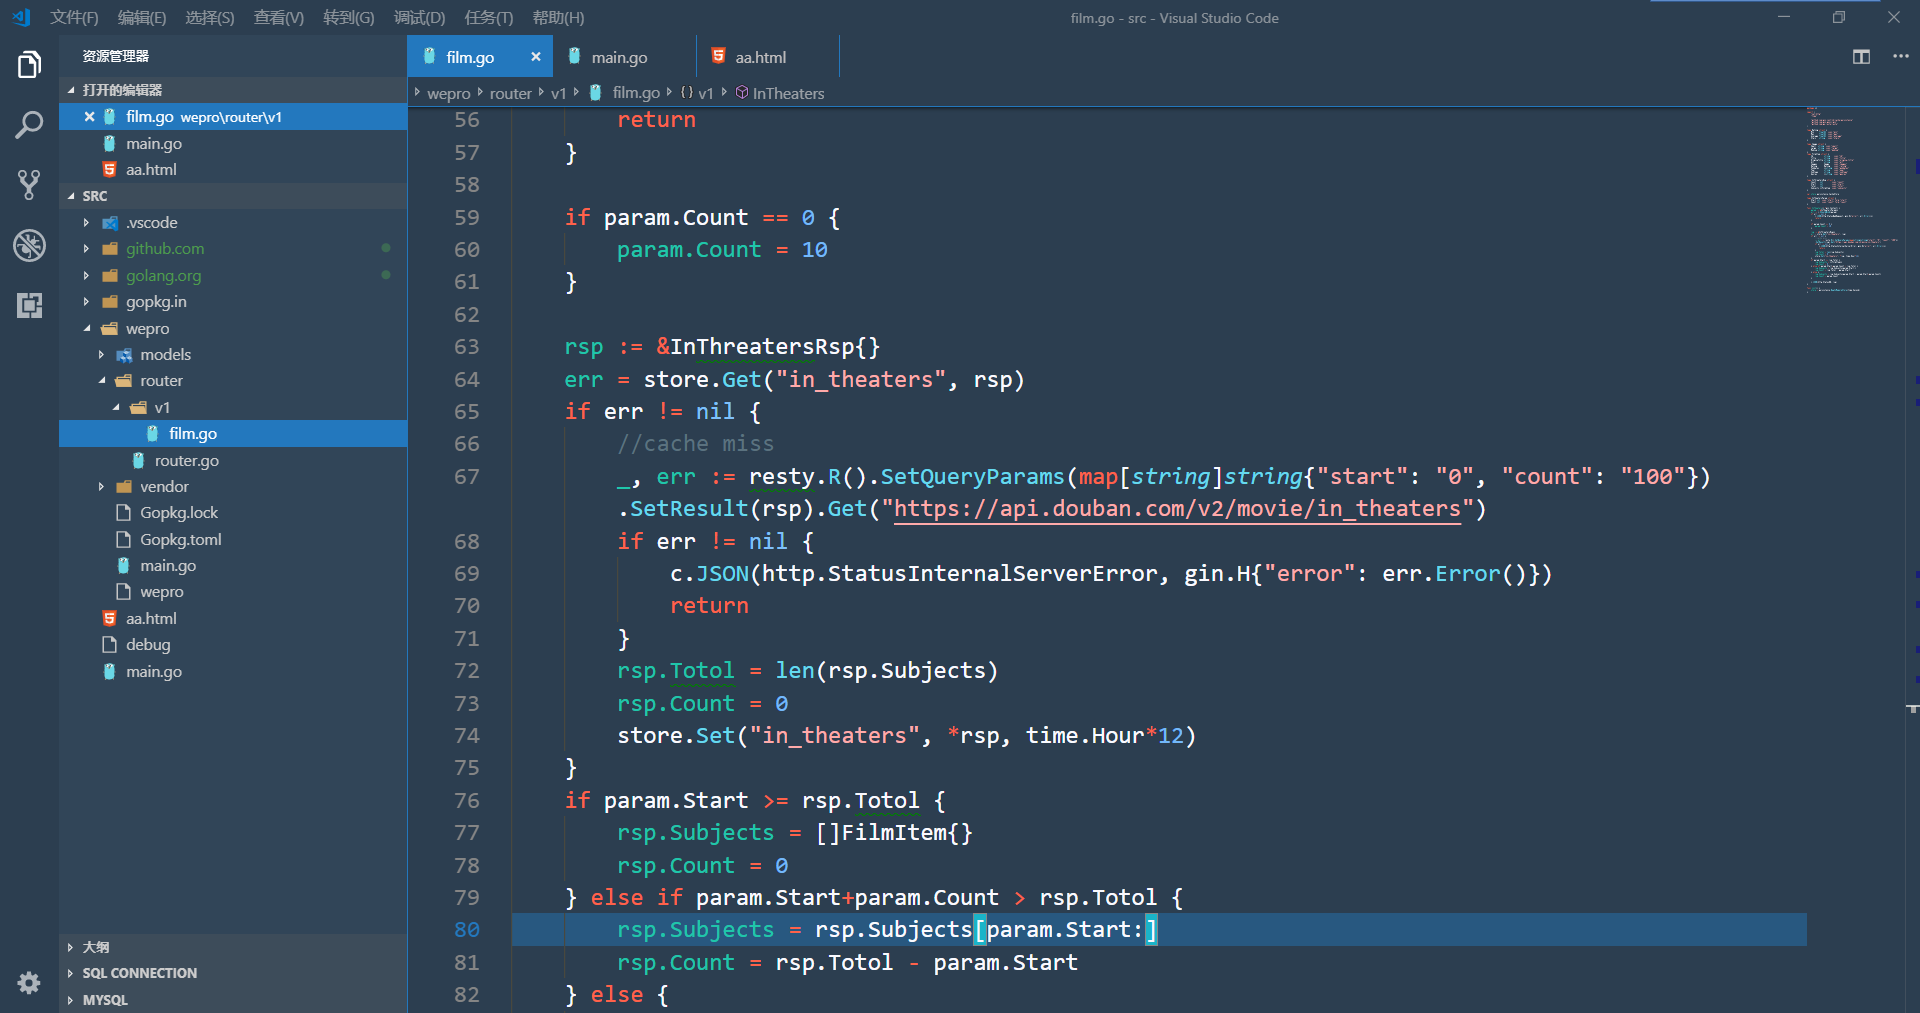 文件(F) 编辑(E) 选择(S) 查看(V) 转到(G) 调试(D) 任务(T) 帮助(H)
film.go - src - Visual Studio Code
资源管理器
打开的编辑器
film.go wepro\router\v1
main.go
aa.html
SRC
.vscode
github.com
golang.org
gopkg.in
wepro
models
router
v1
film.go
router.go
vendor
Gopkg.lock
Gopkg.toml
main.go
wepro
aa.html
debug
main.go
大纲
SQL CONNECTION
MYSQL
film.go main.go aa.html
wepro router v1 film.go {} v1 InTheaters
56 return
57 }
58
59 if param.Count == 0 {
60 param.Count = 10
61 }
62
63 rsp := &InThreatersRsp{}
64 err = store.Get("in_theaters", rsp)
65 if err != nil {
66 //cache miss
67 _, err := resty.R().SetQueryParams(map[string]string{"start": "0", "count": "100"})
.SetResult(rsp).Get("https://api.douban.com/v2/movie/in_theaters")
68 if err != nil {
69 c.JSON(http.StatusInternalServerError, gin.H{"error": err.Error()})
70 return
71 }
72 rsp.Totol = len(rsp.Subjects)
73 rsp.Count = 0
74 store.Set("in_theaters", *rsp, time.Hour*12)
75 }
76 if param.Start >= rsp.Totol {
77 rsp.Subjects = []FilmItem{}
78 rsp.Count = 0
79 } else if param.Start+param.Count > rsp.Totol {
80 rsp.Subjects = rsp.Subjects[param.Start:]
81 rsp.Count = rsp.Totol - param.Start
82 } else {